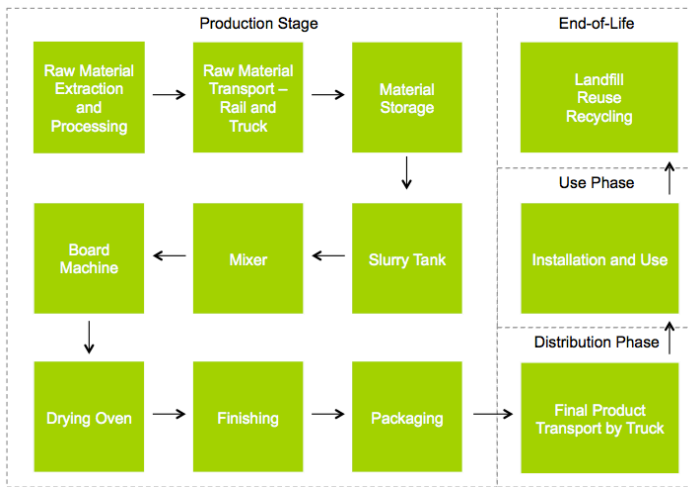 Production Stage
End-of-Life
Raw Material
Extraction
and
Processing
Raw Material
Transport –
Rail and
Truck
Material
Storage
Landfill
Reuse
Recycling
Use Phase
Board
Machine
Mixer
Slurry Tank
Installation and Use
Distribution Phase
Drying Oven
Finishing
Packaging
Final Product
Transport by Truck